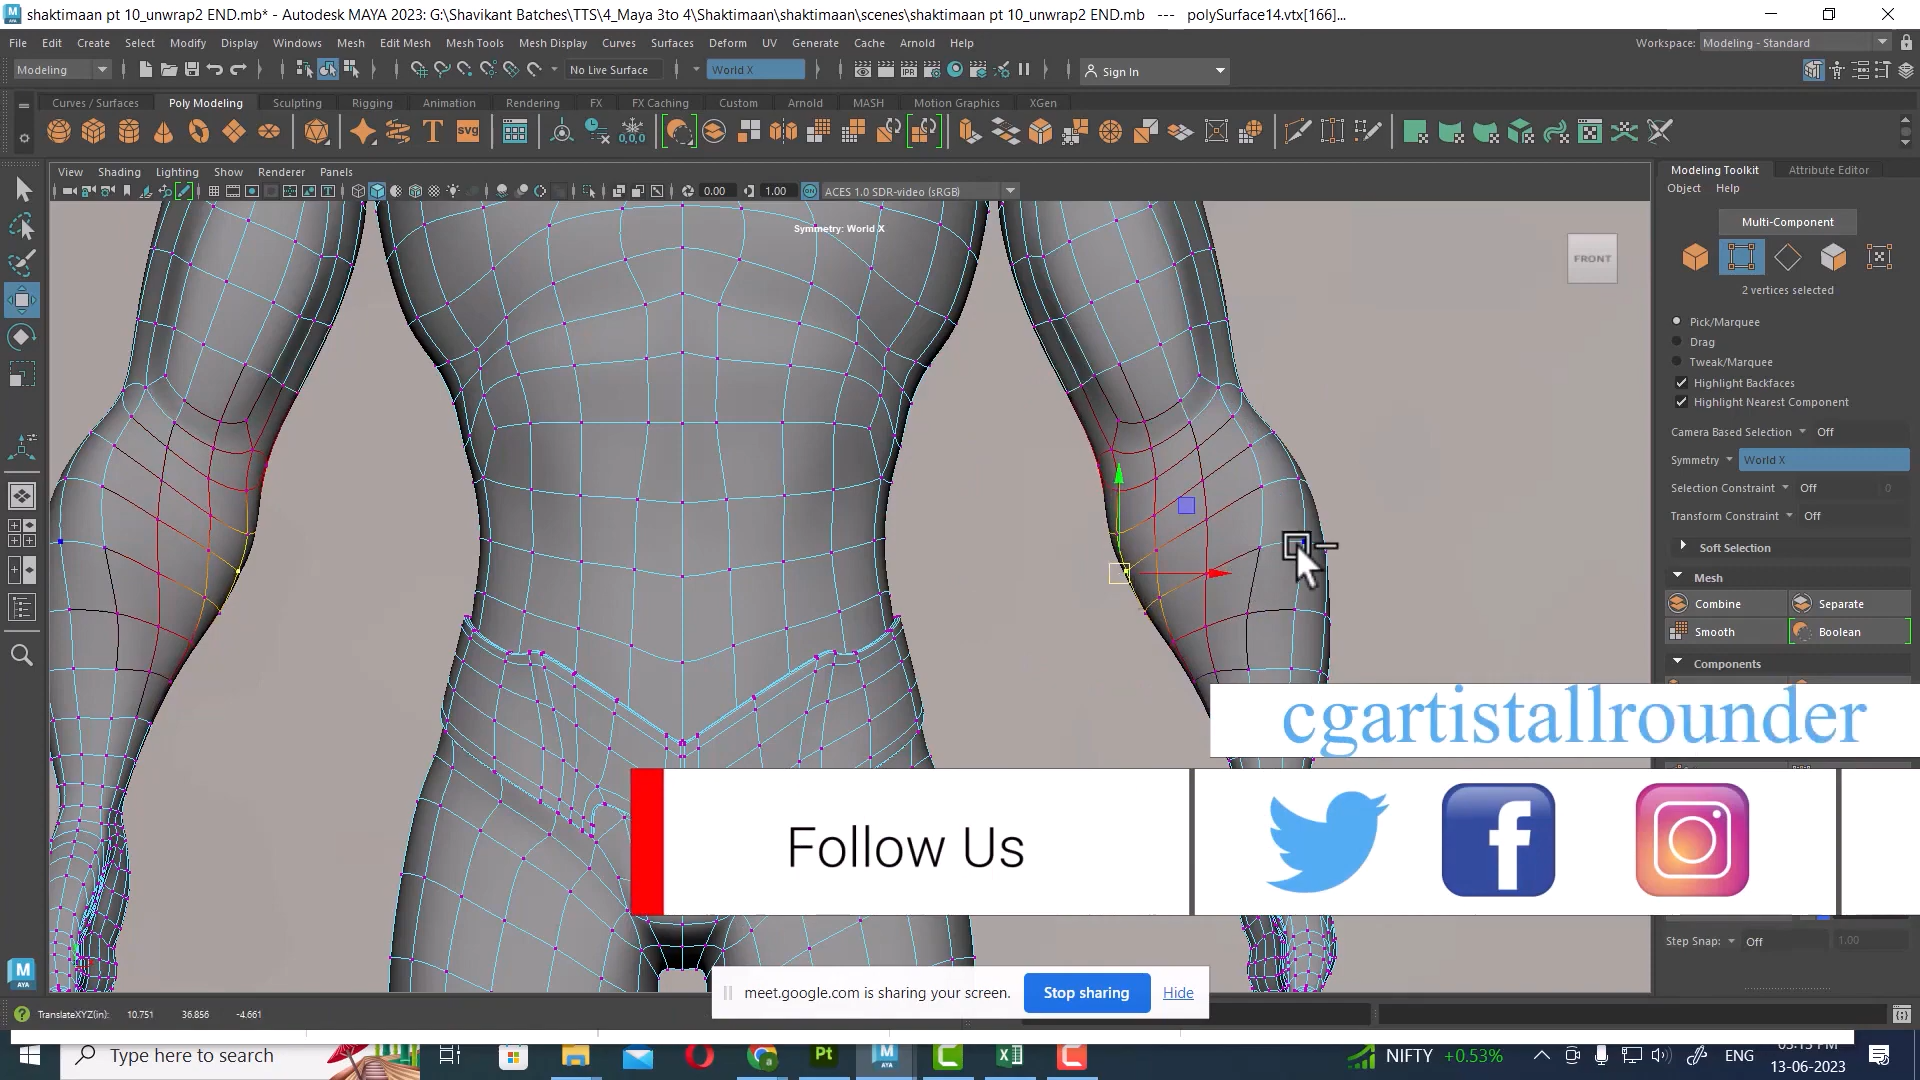 shaktimaan pt 10_unwrap2 END.mb* - Autodesk MAYA 2023: G:\Shavikant Batches\TTS\4_Maya 3to 4\Shaktimaan\shaktimaan\scenes\shaktimaan pt 10_unwrap2 END.mb --- polySurface14.vtx[166]...
File Edit Create Select Modify Display Windows Mesh Edit Mesh Mesh Tools Mesh Display Curves Surfaces Deform UV Generate Cache Arnold Help
Workspace: Modeling - Standard
Modeling No Live Surface World X Sign In
Curves / Surfaces Poly Modeling Sculpting Rigging Animation Rendering FX FX Caching Custom Arnold MASH Motion Graphics XGen
T SVG 0,0,0
View Shading Lighting Show Renderer Panels
0.00 1.00 ACES 1.0 SDR-video (sRGB)
Symmetry: World X
FRONT
Modeling Toolkit Attribute Editor
Object Help
Multi-Component
2 vertices selected
Pick/Marquee
Drag
Tweak/Marquee
Highlight Backfaces
Highlight Nearest Component
Camera Based Selection Off
Symmetry World X
Selection Constraint Off 0
Transform Constraint Off
Soft Selection
Mesh
Combine Separate
Smooth Boolean
Components
cgartistallrounder
Follow Us
Step Snap: Off 1.00
meet.google.com is sharing your screen. Stop sharing Hide
TranslateXYZ(in): 10.751 36.856 -4.661
Type here to search
NIFTY +0.53% ENG
13-06-2023